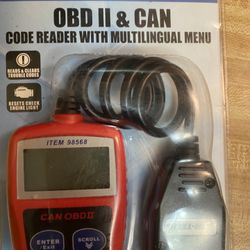 OBD II & CAN
CODE READER WITH MULTILINGUAL MENU
READS & CLEARS
TROUBLE CODES
RESETS CHECK
ENGINE LIGHT
ITEM 98568
CAN OBDII
ENTER
/Exit
SCROLL